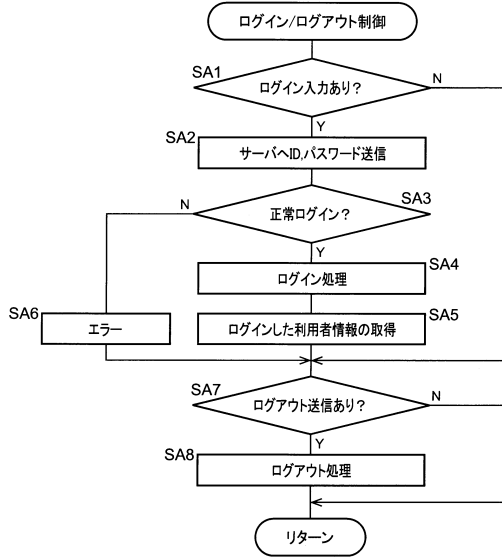 ログイン/ログアウト制御
SA1
ログイン入力あり?
N
Y
SA2
サーバへID,パスワード送信
SA3
N
正常ログイン?
Y
SA4
ログイン処理
SA6
エラー
SA5
ログインした利用者情報の取得
SA7
ログアウト送信あり?
N
Y
SA8
ログアウト処理
リターン